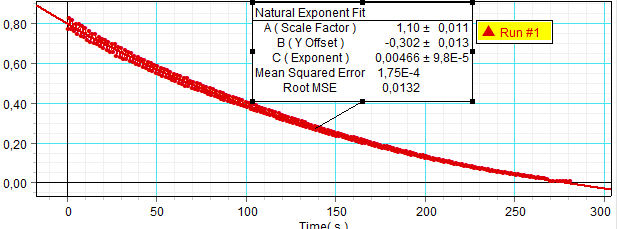 Natural Exponent Fit
A ( Scale Factor ) 1,10 ± 0,011
B ( Y Offset ) -0,302 ± 0,013
C ( Exponent ) 0,00466 ± 9,8E-5
Mean Squared Error 1,75E-4
Root MSE 0,0132
Run #1
0,80
0,60
0,40
0,20
0,00
0 50 100 150 200 250 300
Time( s )